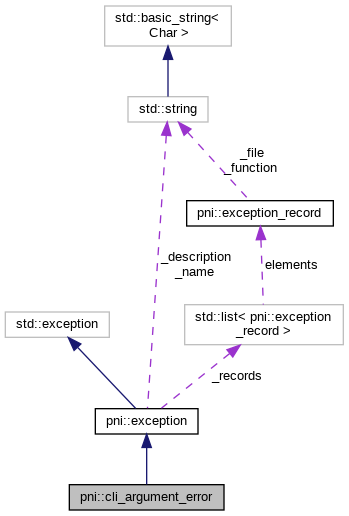 std::basic_string<
Char >
std::string
_file
_function
pni::exception_record
_description
_name
elements
std::exception
std::list< pni::exception
_record >
_records
pni::exception
pni::cli_argument_error